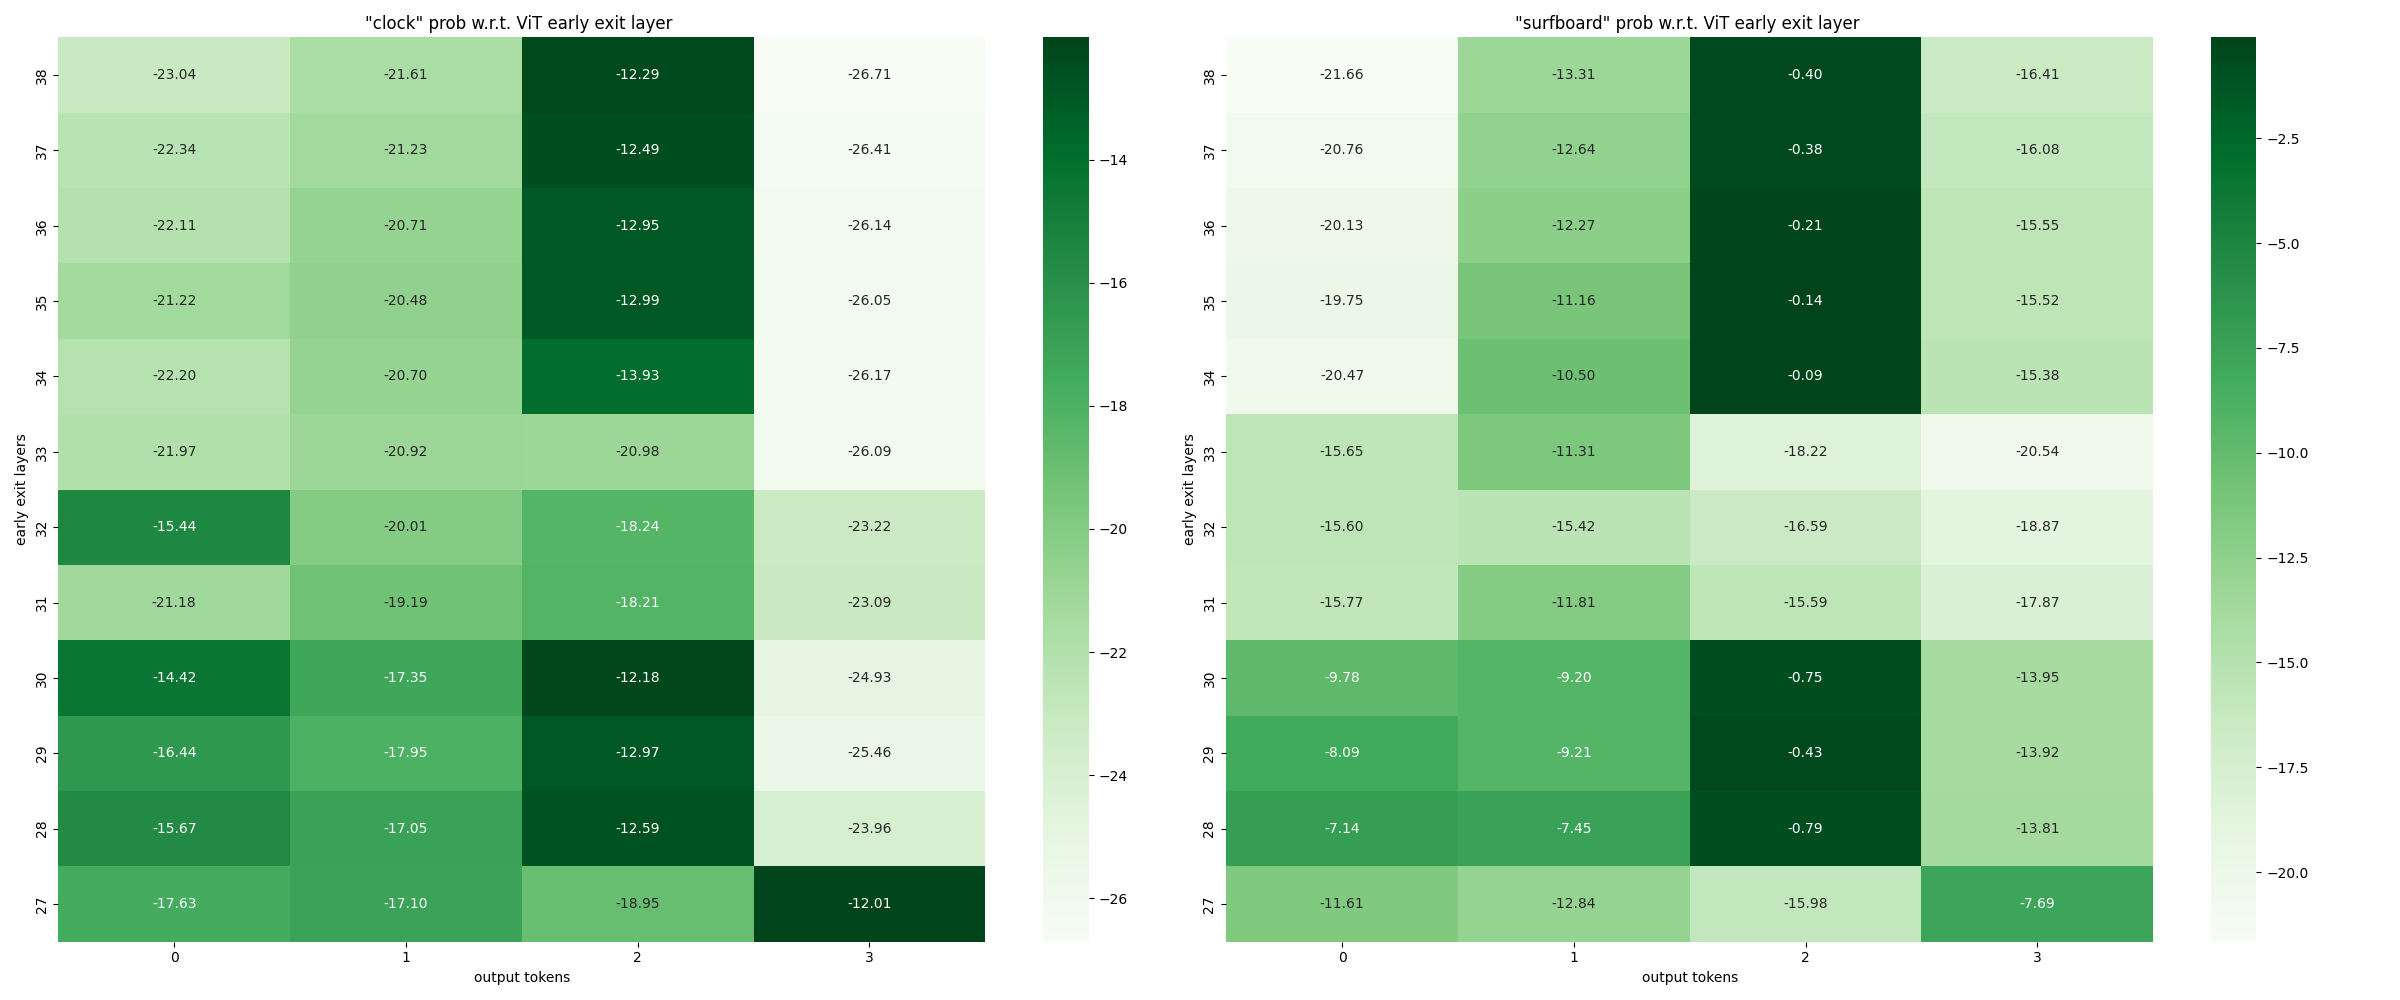 "clock" prob w.r.t. ViT early exit layer
early exit layers
38 -23.04 -21.61 -12.29 -26.71
37 -22.34 -21.23 -12.49 -26.41
36 -22.11 -20.71 -12.95 -26.14
35 -21.22 -20.48 -12.99 -26.05
34 -22.20 -20.70 -13.93 -26.17
33 -21.97 -20.92 -20.98 -26.09
32 -15.44 -20.01 -18.24 -23.22
31 -21.18 -19.19 -18.21 -23.09
30 -14.42 -17.35 -12.18 -24.93
29 -16.44 -17.95 -12.97 -25.46
28 -15.67 -17.05 -12.59 -23.96
27 -17.63 -17.10 -18.95 -12.01
0 1 2 3
output tokens
−14
−16
−18
−20
−22
−24
−26
"surfboard" prob w.r.t. ViT early exit layer
early exit layers
38 -21.66 -13.31 -0.40 -16.41
37 -20.76 -12.64 -0.38 -16.08
36 -20.13 -12.27 -0.21 -15.55
35 -19.75 -11.16 -0.14 -15.52
34 -20.47 -10.50 -0.09 -15.38
33 -15.65 -11.31 -18.22 -20.54
32 -15.60 -15.42 -16.59 -18.87
31 -15.77 -11.81 -15.59 -17.87
30 -9.78 -9.20 -0.75 -13.95
29 -8.09 -9.21 -0.43 -13.92
28 -7.14 -7.45 -0.79 -13.81
27 -11.61 -12.84 -15.98 -7.69
0 1 2 3
output tokens
−2.5
−5.0
−7.5
−10.0
−12.5
−15.0
−17.5
−20.0